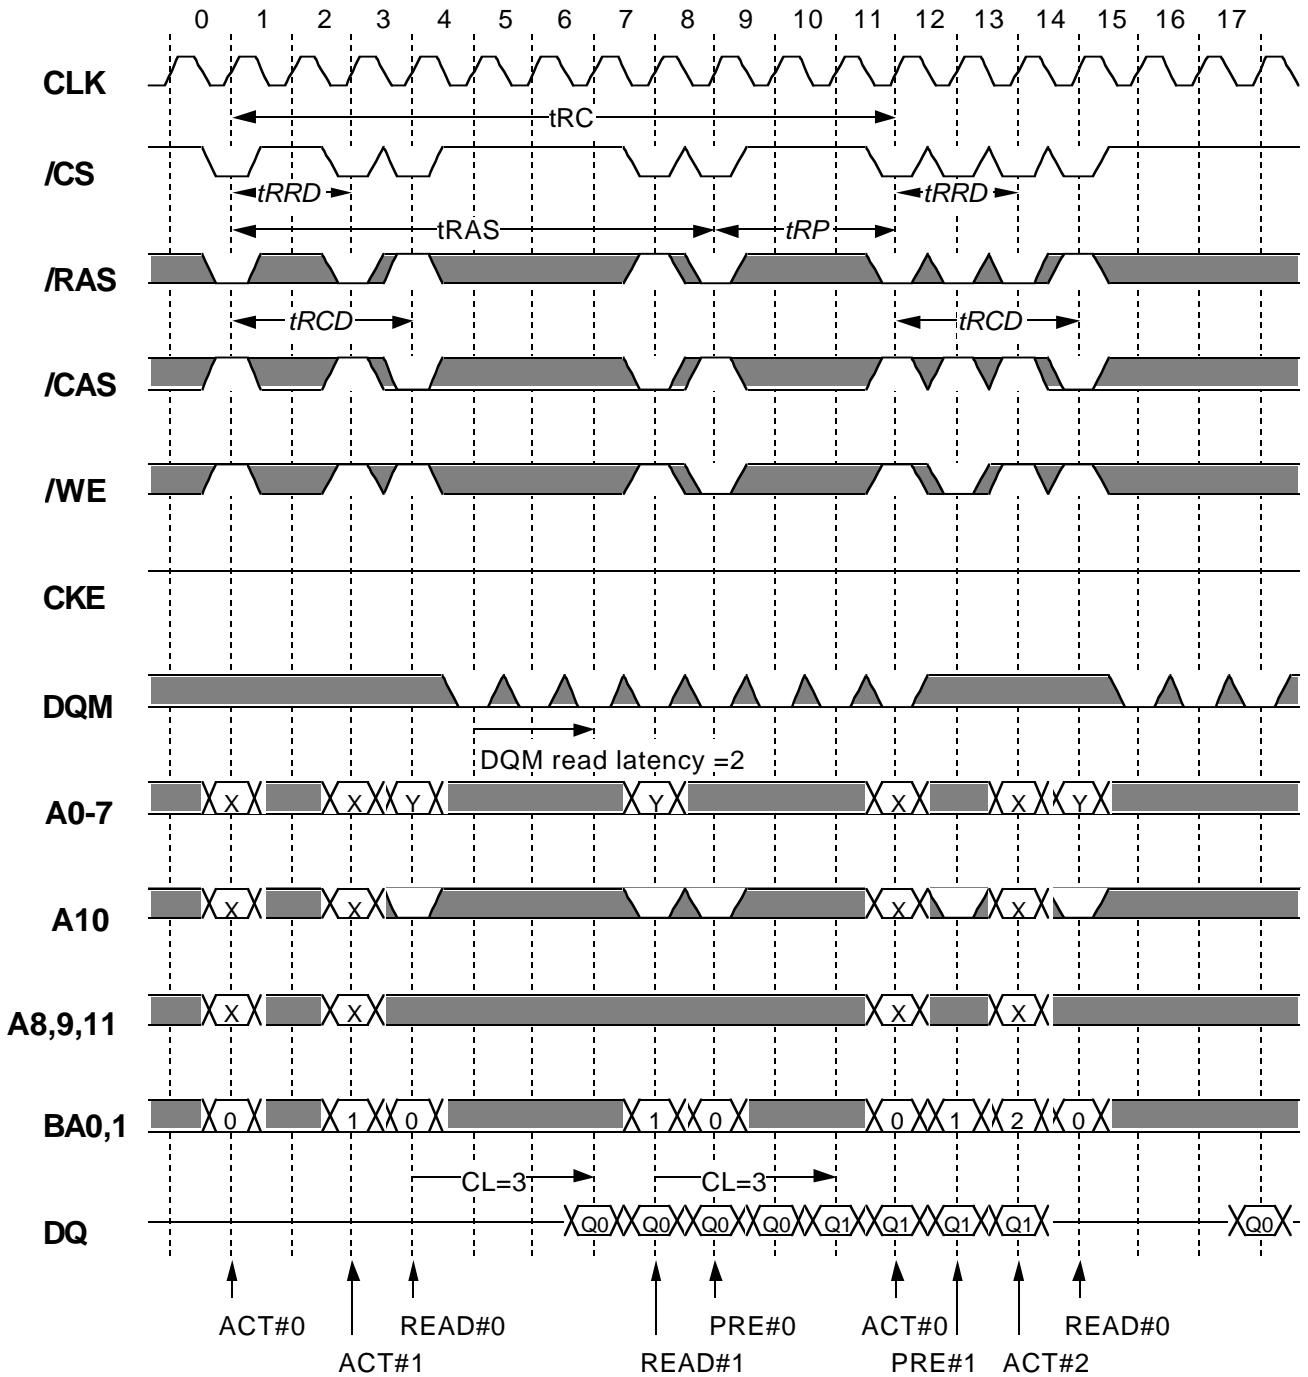 0 1 2 3 4 5 6 7 8 9 10 11 12 13 14 15 16 17
CLK
tRC
/CS
tRRD tRRD
tRAS tRP
/RAS
tRCD tRCD
/CAS
/WE
CKE
DQM
DQM read latency =2
A0-7 X X Y Y X X Y
A10 X X X X
A8,9,11 X X X X
BA0,1 0 1 0 1 0 0 1 2 0
CL=3 CL=3
DQ Q0 Q0 Q0 Q0 Q1 Q1 Q1 Q1 Q0
ACT#0 READ#0 PRE#0 ACT#0 READ#0
ACT#1 READ#1 PRE#1 ACT#2